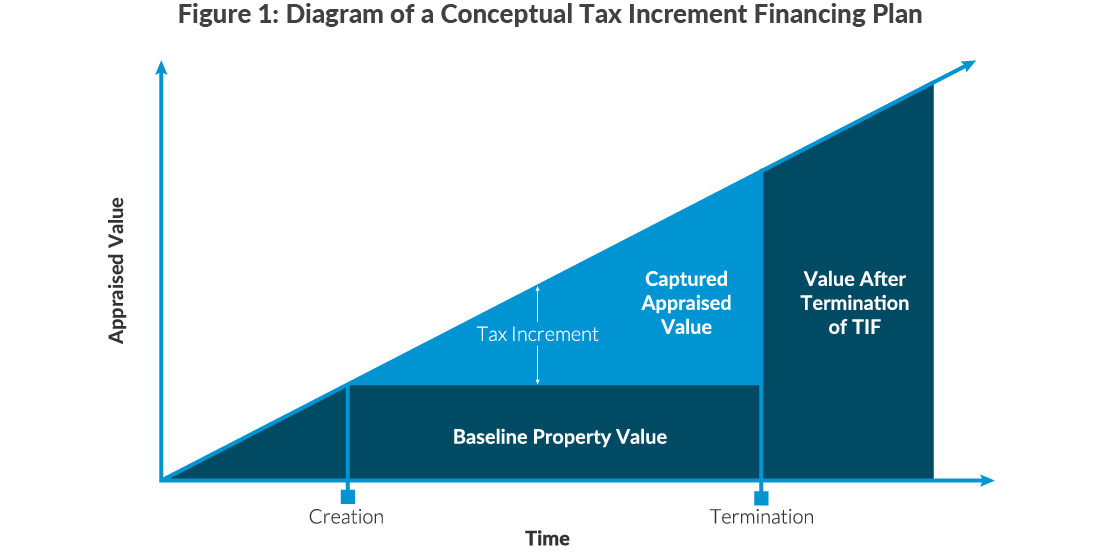 Figure 1: Diagram of a Conceptual Tax Increment Financing Plan
Appraised Value
Captured
Appraised
Value
Value After
Termination
of TIF
Tax Increment
Baseline Property Value
Creation
Termination
Time